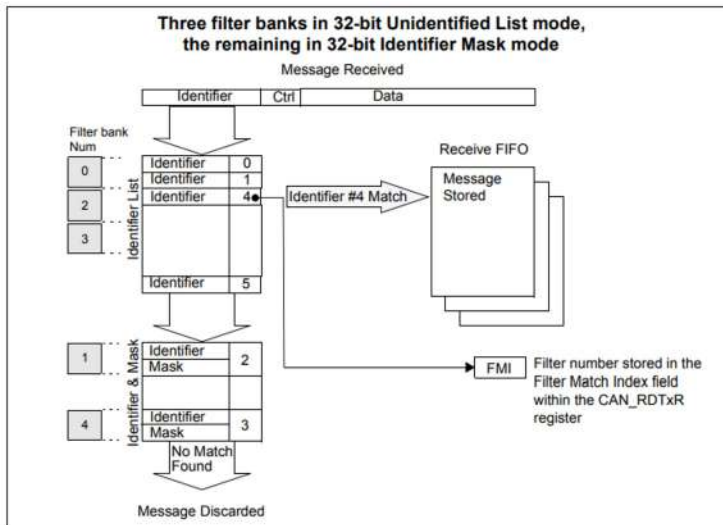 Three filter banks in 32-bit Unidentified List mode,
the remaining in 32-bit Identifier Mask mode
Message Received
Identifier Ctrl Data
Filter bank
Num
Receive FIFO
0
Identifier 0
Identifier 1
Message
Stored
2
Identifier 4
Identifier #4 Match
3
Identifier List
Identifier 5
1
Identifier 2
Mask
FMI
Filter number stored in the
Filter Match Index field
within the CAN_RDTxR
register
Identifier & Mask
4
Identifier 3
Mask
No Match
Found
Message Discarded